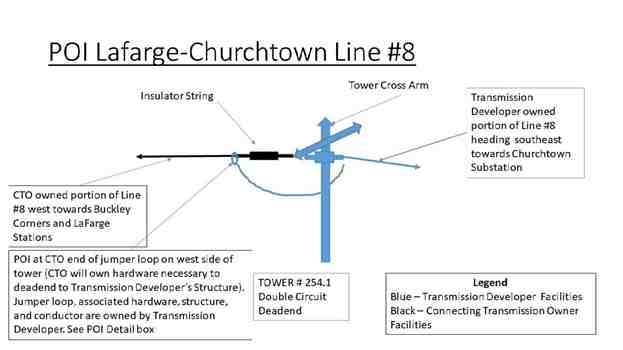 POI Lafarge-Churchtown Line #8
Tower Cross Arm
Insulator String
Transmission
Developer owned
portion of Line #8
heading southeast
towards Churchtown
Substation
CTO owned portion of Line
#8 west towards Buckley
Corners and LaFarge
Stations
POI at CTO end of jumper loop on west side of
tower (CTO will own hardware necessary to
deadend to Transmission Developer's Structure).
Jumper loop, associated hardware, structure,
and conductor are owned by Transmission
Developer. See POI Detail box
TOWER # 254.1
Double Circuit
Deadend
Legend
Blue – Transmission Developer Facilities
Black – Connecting Transmission Owner
Facilities